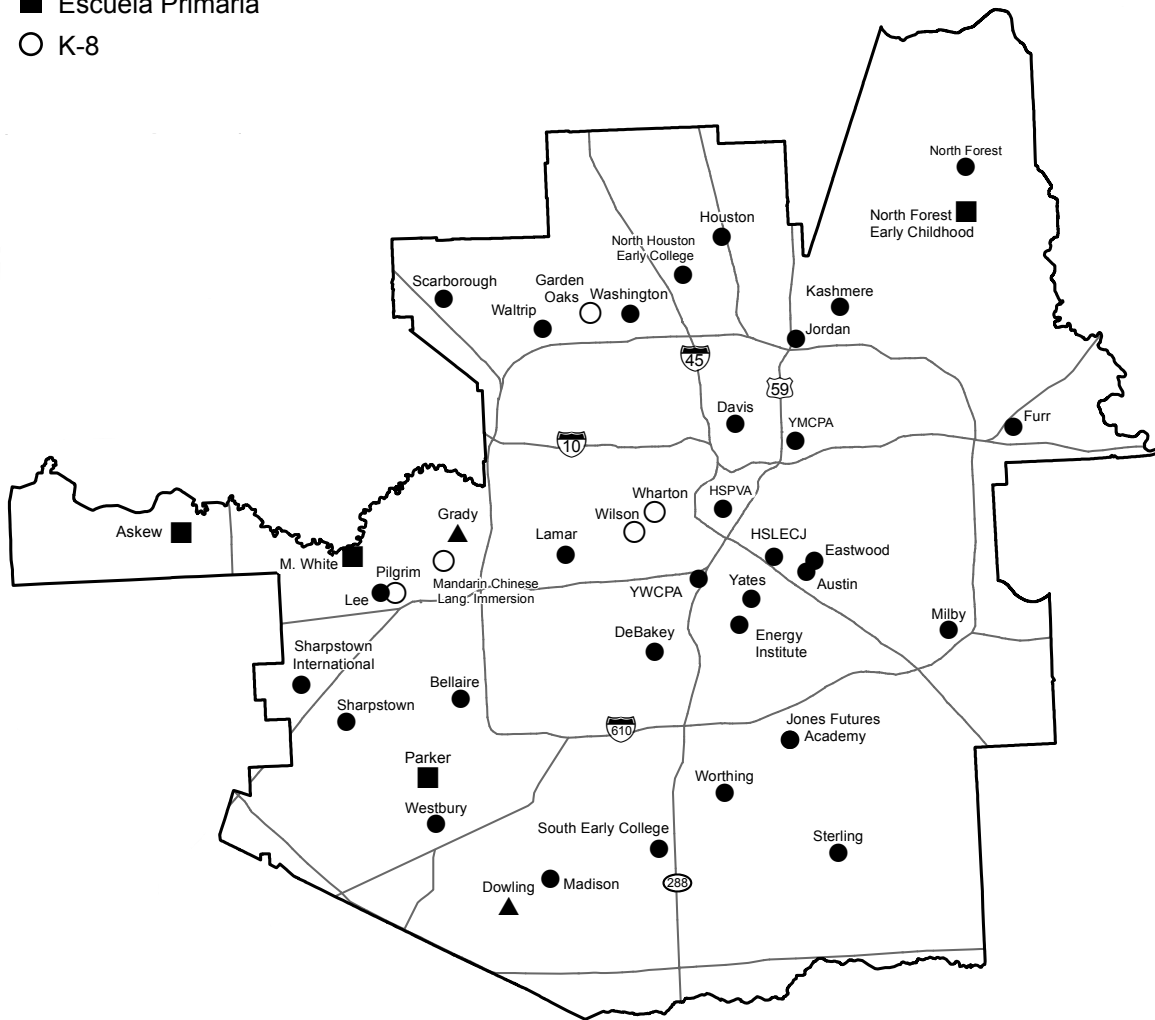 Escuela Primaria
K-8
North Forest
North Forest
Early Childhood
Houston
North Houston
Early College
Scarborough
Garden
Oaks
Washington
Waltrip
Kashmere
Jordan
45
59
Davis
YMCPA
Furr
10
Wharton
HSPVA
Wilson
Askew
Grady
Lamar
HSLECJ
Eastwood
M. White
Pilgrim
Mandarin Chinese
Lang. Immersion
Lee
YWCPA
Yates
Austin
Milby
DeBakey
Energy
Institute
Sharpstown
International
Bellaire
Sharpstown
610
Jones Futures
Academy
Parker
Worthing
Westbury
South Early College
Sterling
Dowling
Madison
288